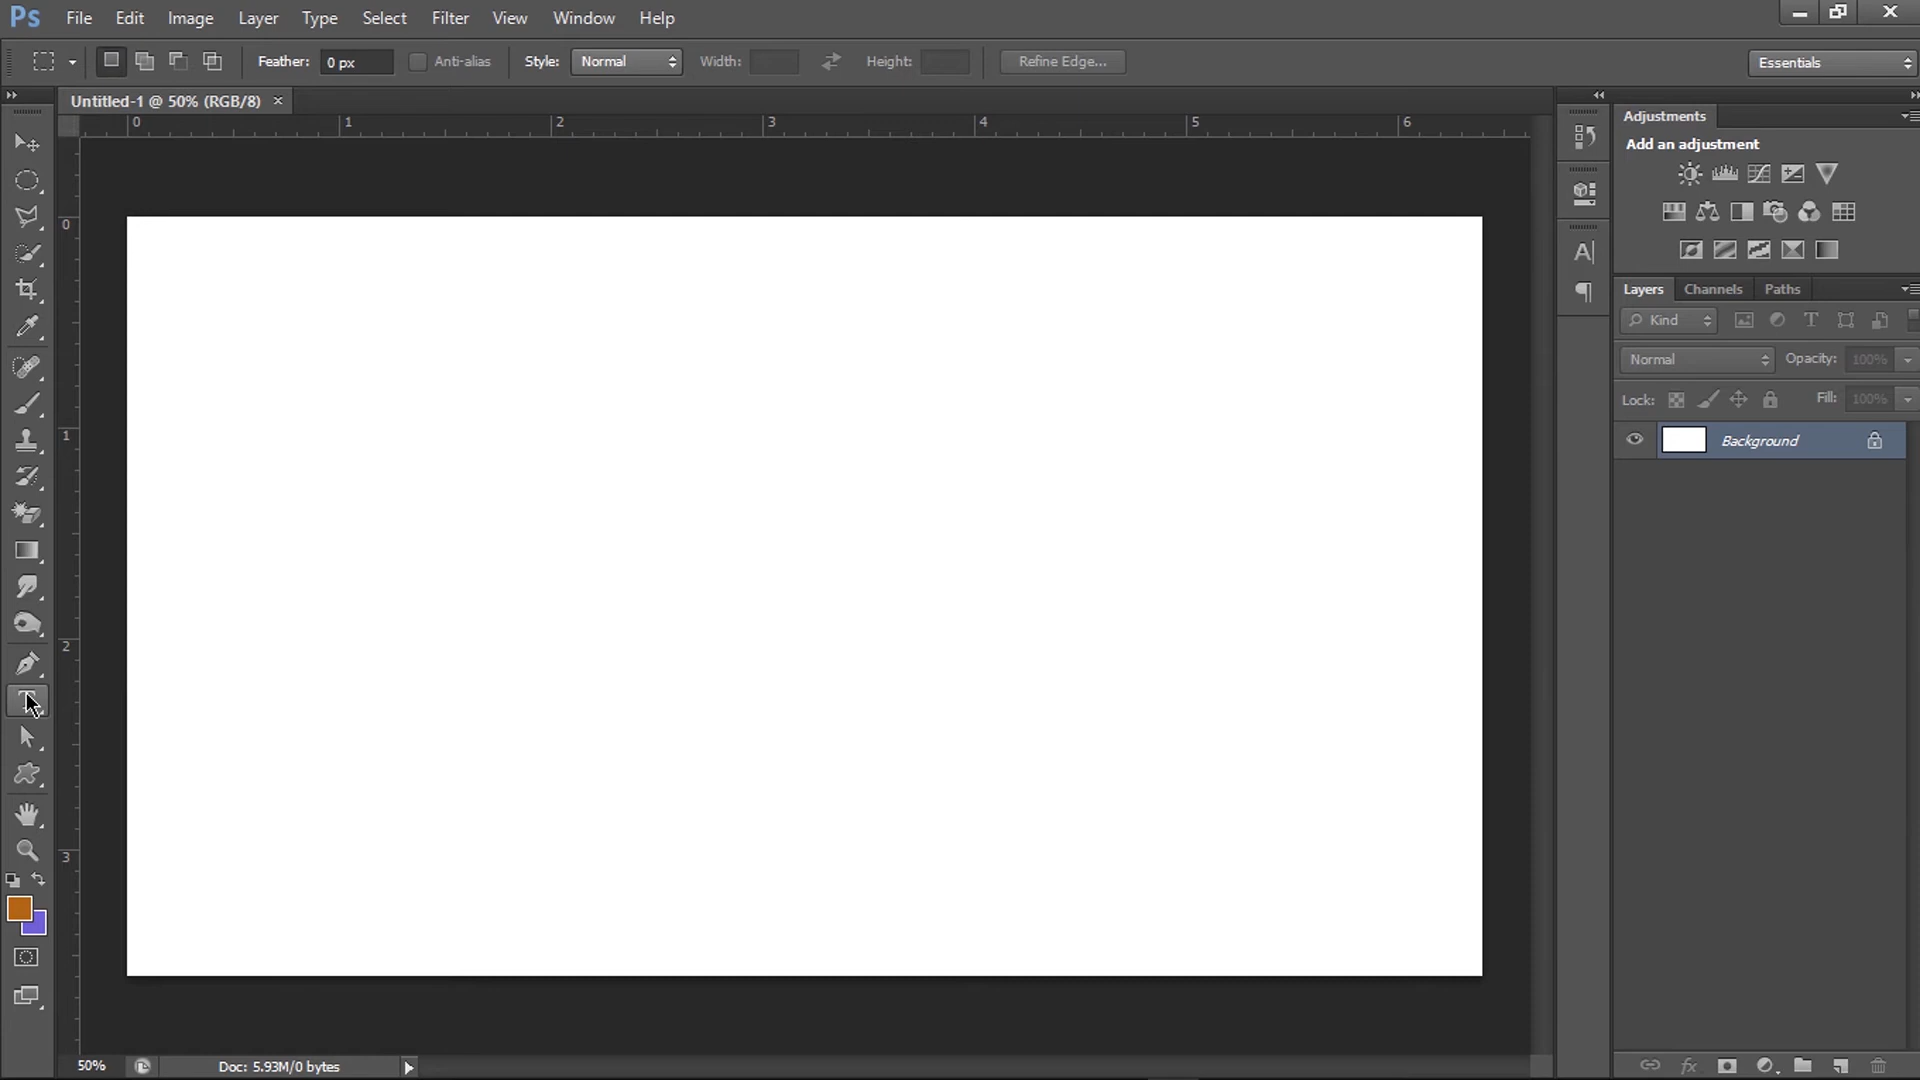 Ps File Edit Image Layer Type Select Filter View Window Help
Feather: 0 px Anti-alias Style: Normal Width: Height: Refine Edge... Essentials
Untitled-1 @ 50% (RGB/8) ×
0 1 2 3 4 5 6
Adjustments
Add an adjustment
0
Layers Channels Paths
Kind
Normal Opacity: 100%
Lock: Fill: 100%
1
Background
2
3
50% Doc: 5.93M/0 bytes